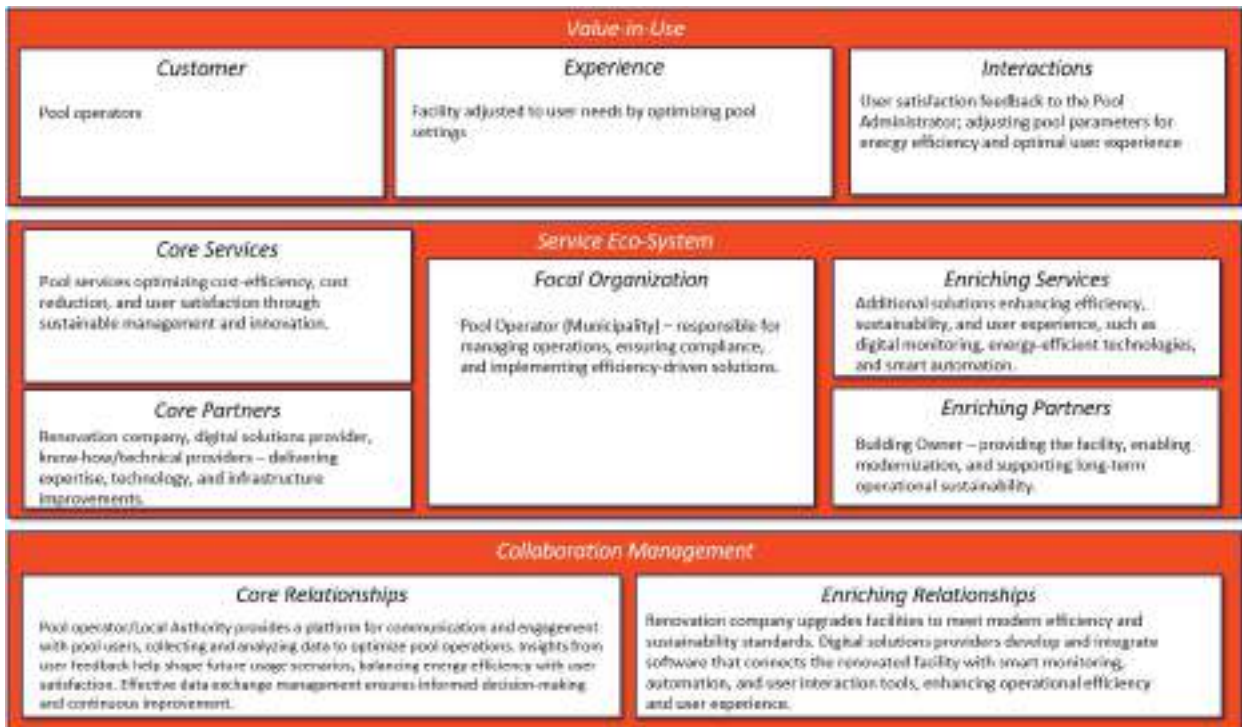 Value-in-Use
Customer
Pool operators
Experience
Facility adjusted to user needs by optimizing pool
settings
Interactions
User satisfaction feedback to the Pool
Administrator; adjusting pool parameters for
energy efficiency and optimal user experience
Service Eco-System
Core Services
Pool services optimizing cost-efficiency, cost
reduction, and user satisfaction through
sustainable management and innovation.
Core Partners
Renovation company, digital solutions provider,
know-how/technical providers – delivering
expertise, technology, and infrastructure
improvements.
Focal Organization
Pool Operator (Municipality) – responsible for
managing operations, ensuring compliance,
and implementing efficiency-driven solutions.
Enriching Services
Additional solutions enhancing efficiency,
sustainability, and user experience, such as
digital monitoring, energy-efficient technologies,
and smart automation.
Enriching Partners
Building Owner – providing the facility, enabling
modernization, and supporting long-term
operational sustainability.
Collaboration Management
Core Relationships
Pool operator/Local Authority provides a platform for communication and engagement
with pool users, collecting and analyzing data to optimize pool operations. Insights from
user feedback help shape future usage scenarios, balancing energy efficiency with user
satisfaction. Effective data exchange management ensures informed decision-making
and continuous improvement.
Enriching Relationships
Renovation company upgrades facilities to meet modern efficiency and
sustainability standards. Digital solutions providers develop and integrate
software that connects the renovated facility with smart monitoring,
automation, and user interaction tools, enhancing operational efficiency
and user experience.